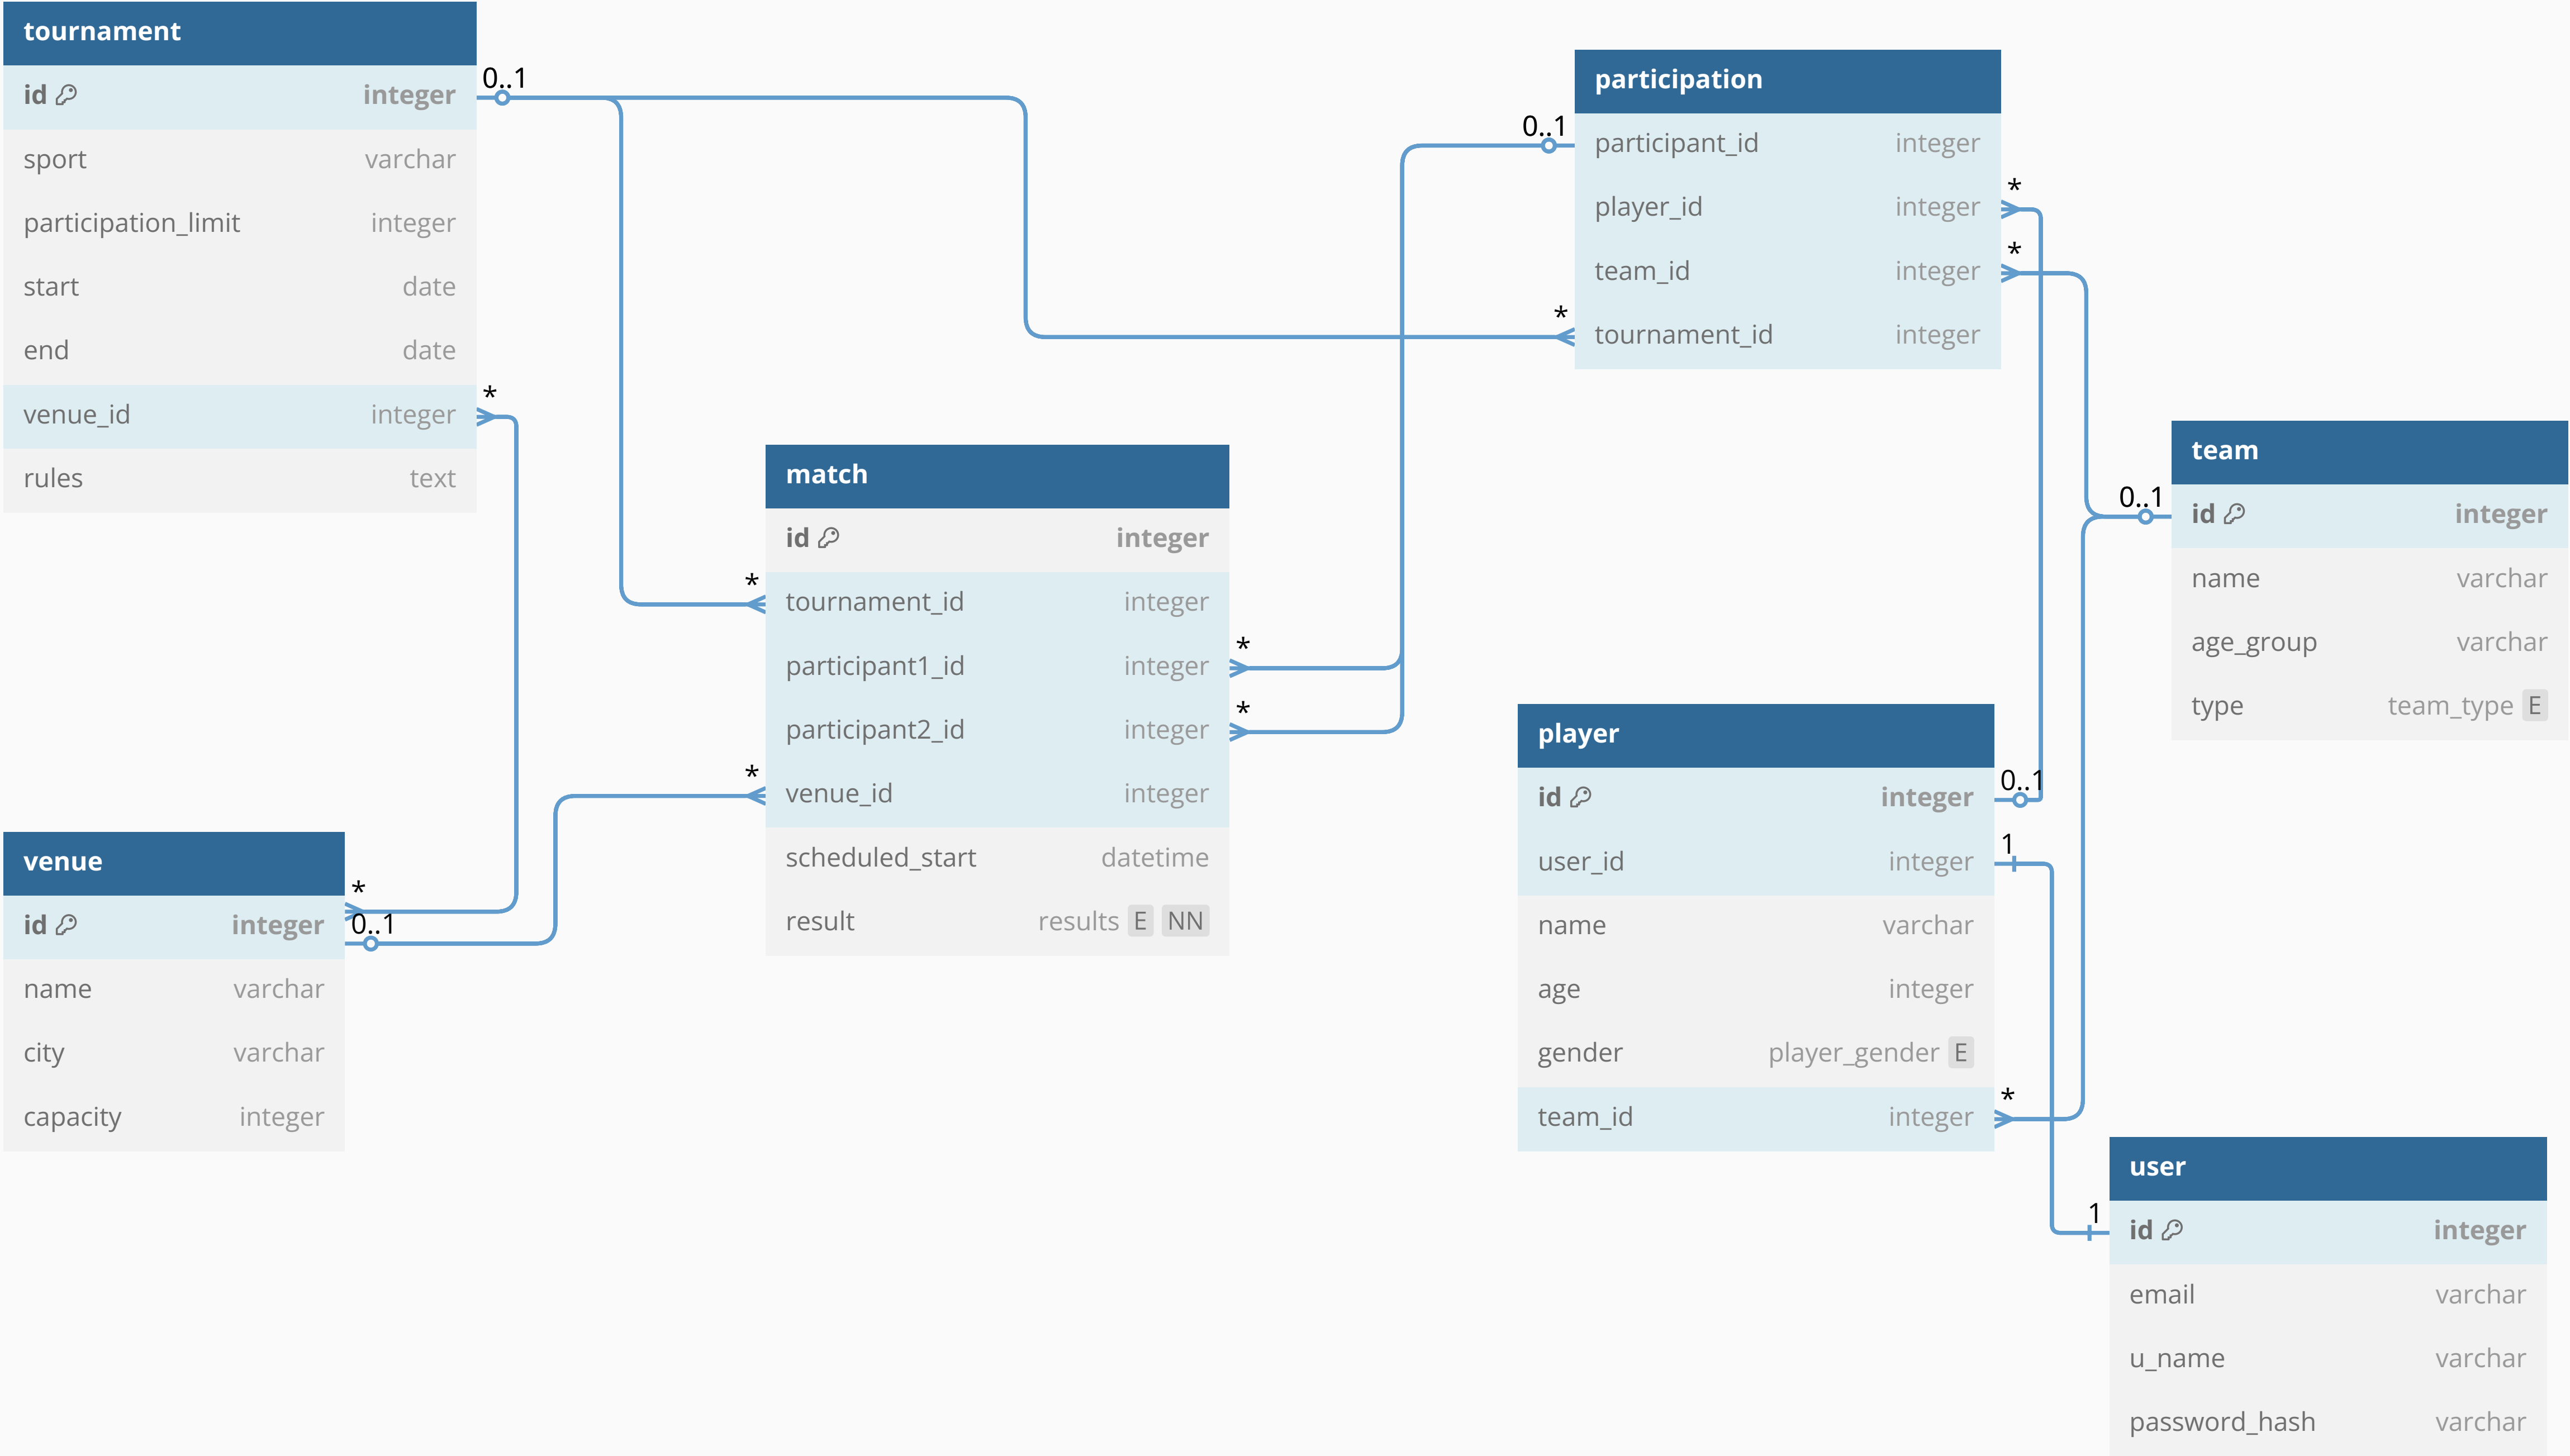 tournament
id integer
sport varchar
participation_limit integer
start date
end date
venue_id integer
rules text
0..1
*
venue
id integer
name varchar
city varchar
capacity integer
*
0..1
match
id integer
tournament_id integer
participant1_id integer
participant2_id integer
venue_id integer
scheduled_start datetime
result results E NN
*
*
*
*
participation
participant_id integer
player_id integer
team_id integer
tournament_id integer
0..1
*
*
*
team
id integer
name varchar
age_group varchar
type team_type E
0..1
player
id integer
user_id integer
name varchar
age integer
gender player_gender E
team_id integer
0..1
1
*
user
id integer
email varchar
u_name varchar
password_hash varchar
1